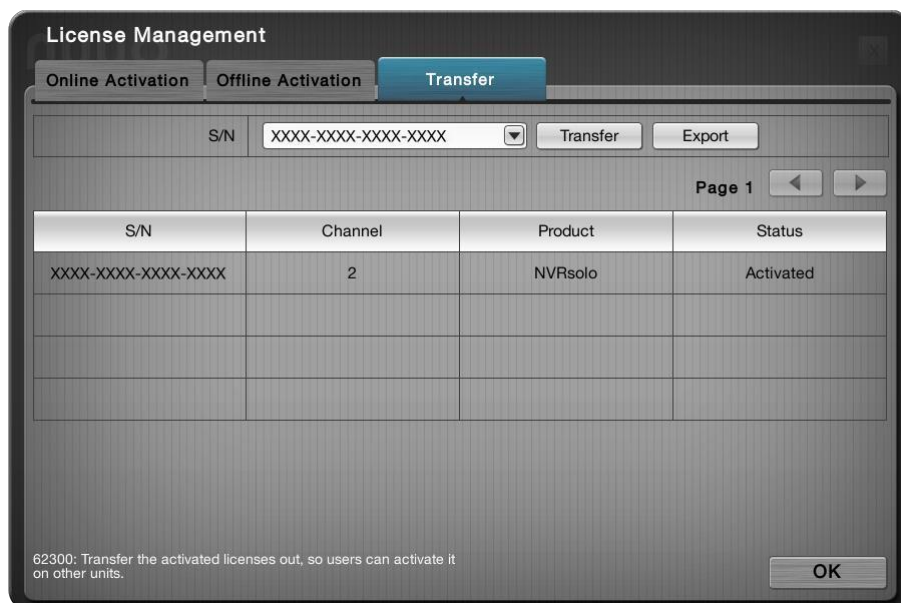 License Management
Online Activation Offline Activation Transfer
S/N XXXX-XXXX-XXXX-XXXX Transfer Export
Page 1
S/N Channel Product Status
XXXX-XXXX-XXXX-XXXX 2 NVRsolo Activated
62300: Transfer the activated licenses out, so users can activate it
on other units.
OK